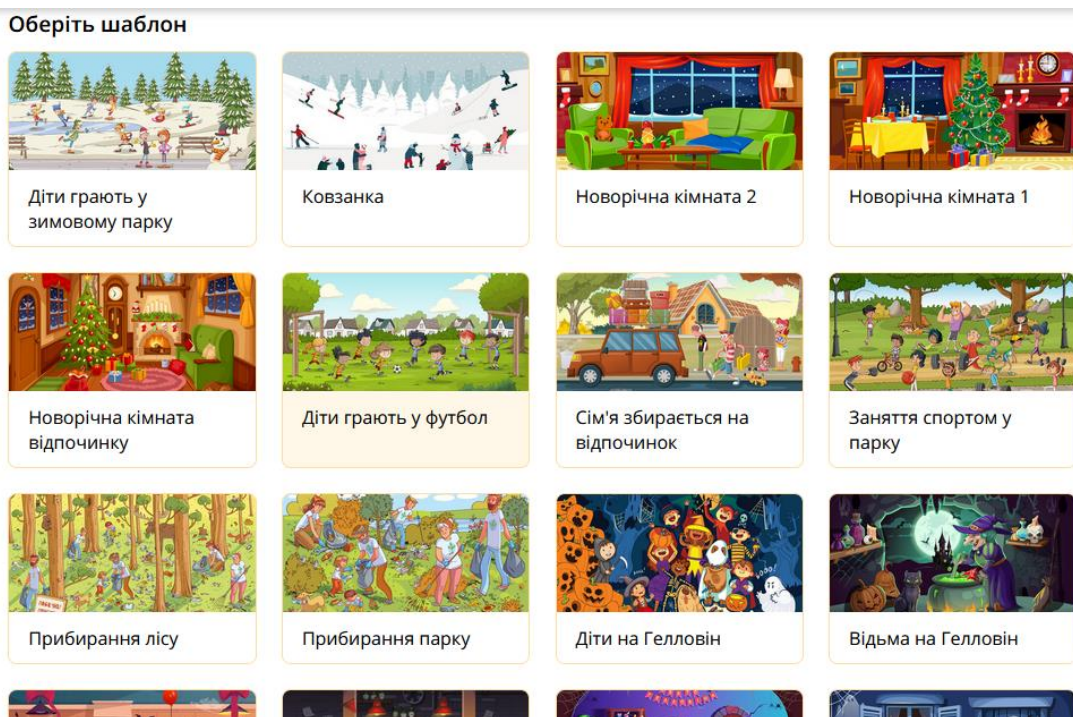 Оберіть шаблон
Діти грають у
зимовому парку
Ковзанка
Новорічна кімната 2
Новорічна кімната 1
Новорічна кімната
відпочинку
Діти грають у футбол
Сім'я збирається на
відпочинок
Заняття спортом у
парку
Прибирання лісу
Прибирання парку
Діти на Гелловін
Відьма на Гелловін